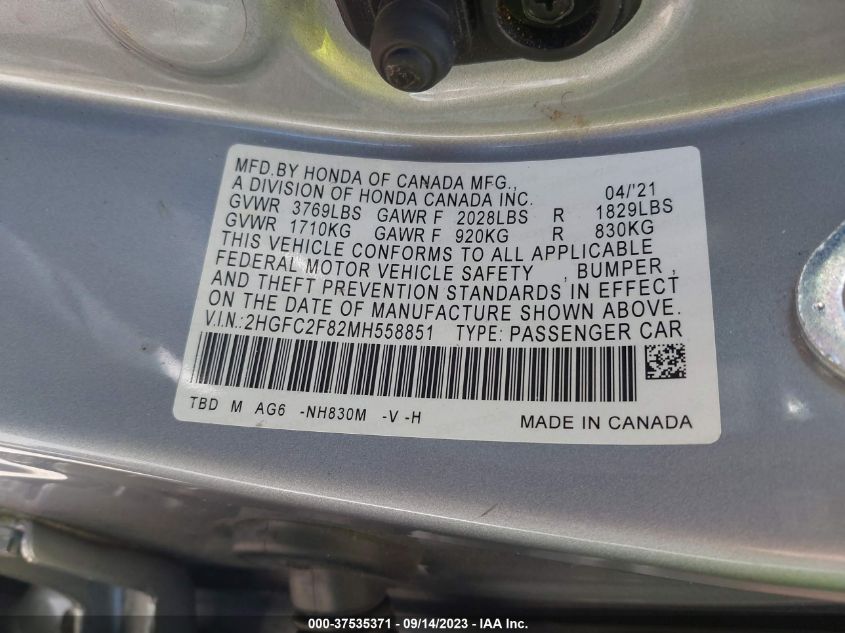 MFD.BY HONDA OF CANADA MFG.,
A DIVISION OF HONDA CANADA INC. 04/'21
GVWR 3769LBS GAWR F 2028LBS R 1829LBS
GVWR 1710KG GAWR F 920KG R 830KG
THIS VEHICLE CONFORMS TO ALL APPLICABLE
FEDERAL MOTOR VEHICLE SAFETY , BUMPER ,
AND THEFT PREVENTION STANDARDS IN EFFECT
ON THE DATE OF MANUFACTURE SHOWN ABOVE.
V.I.N.: 2HGFC2F82MH558851 TYPE: PASSENGER CAR
TBD M AG6 -NH830M -V -H MADE IN CANADA
000-37535371 - 09/14/2023 - IAA Inc.